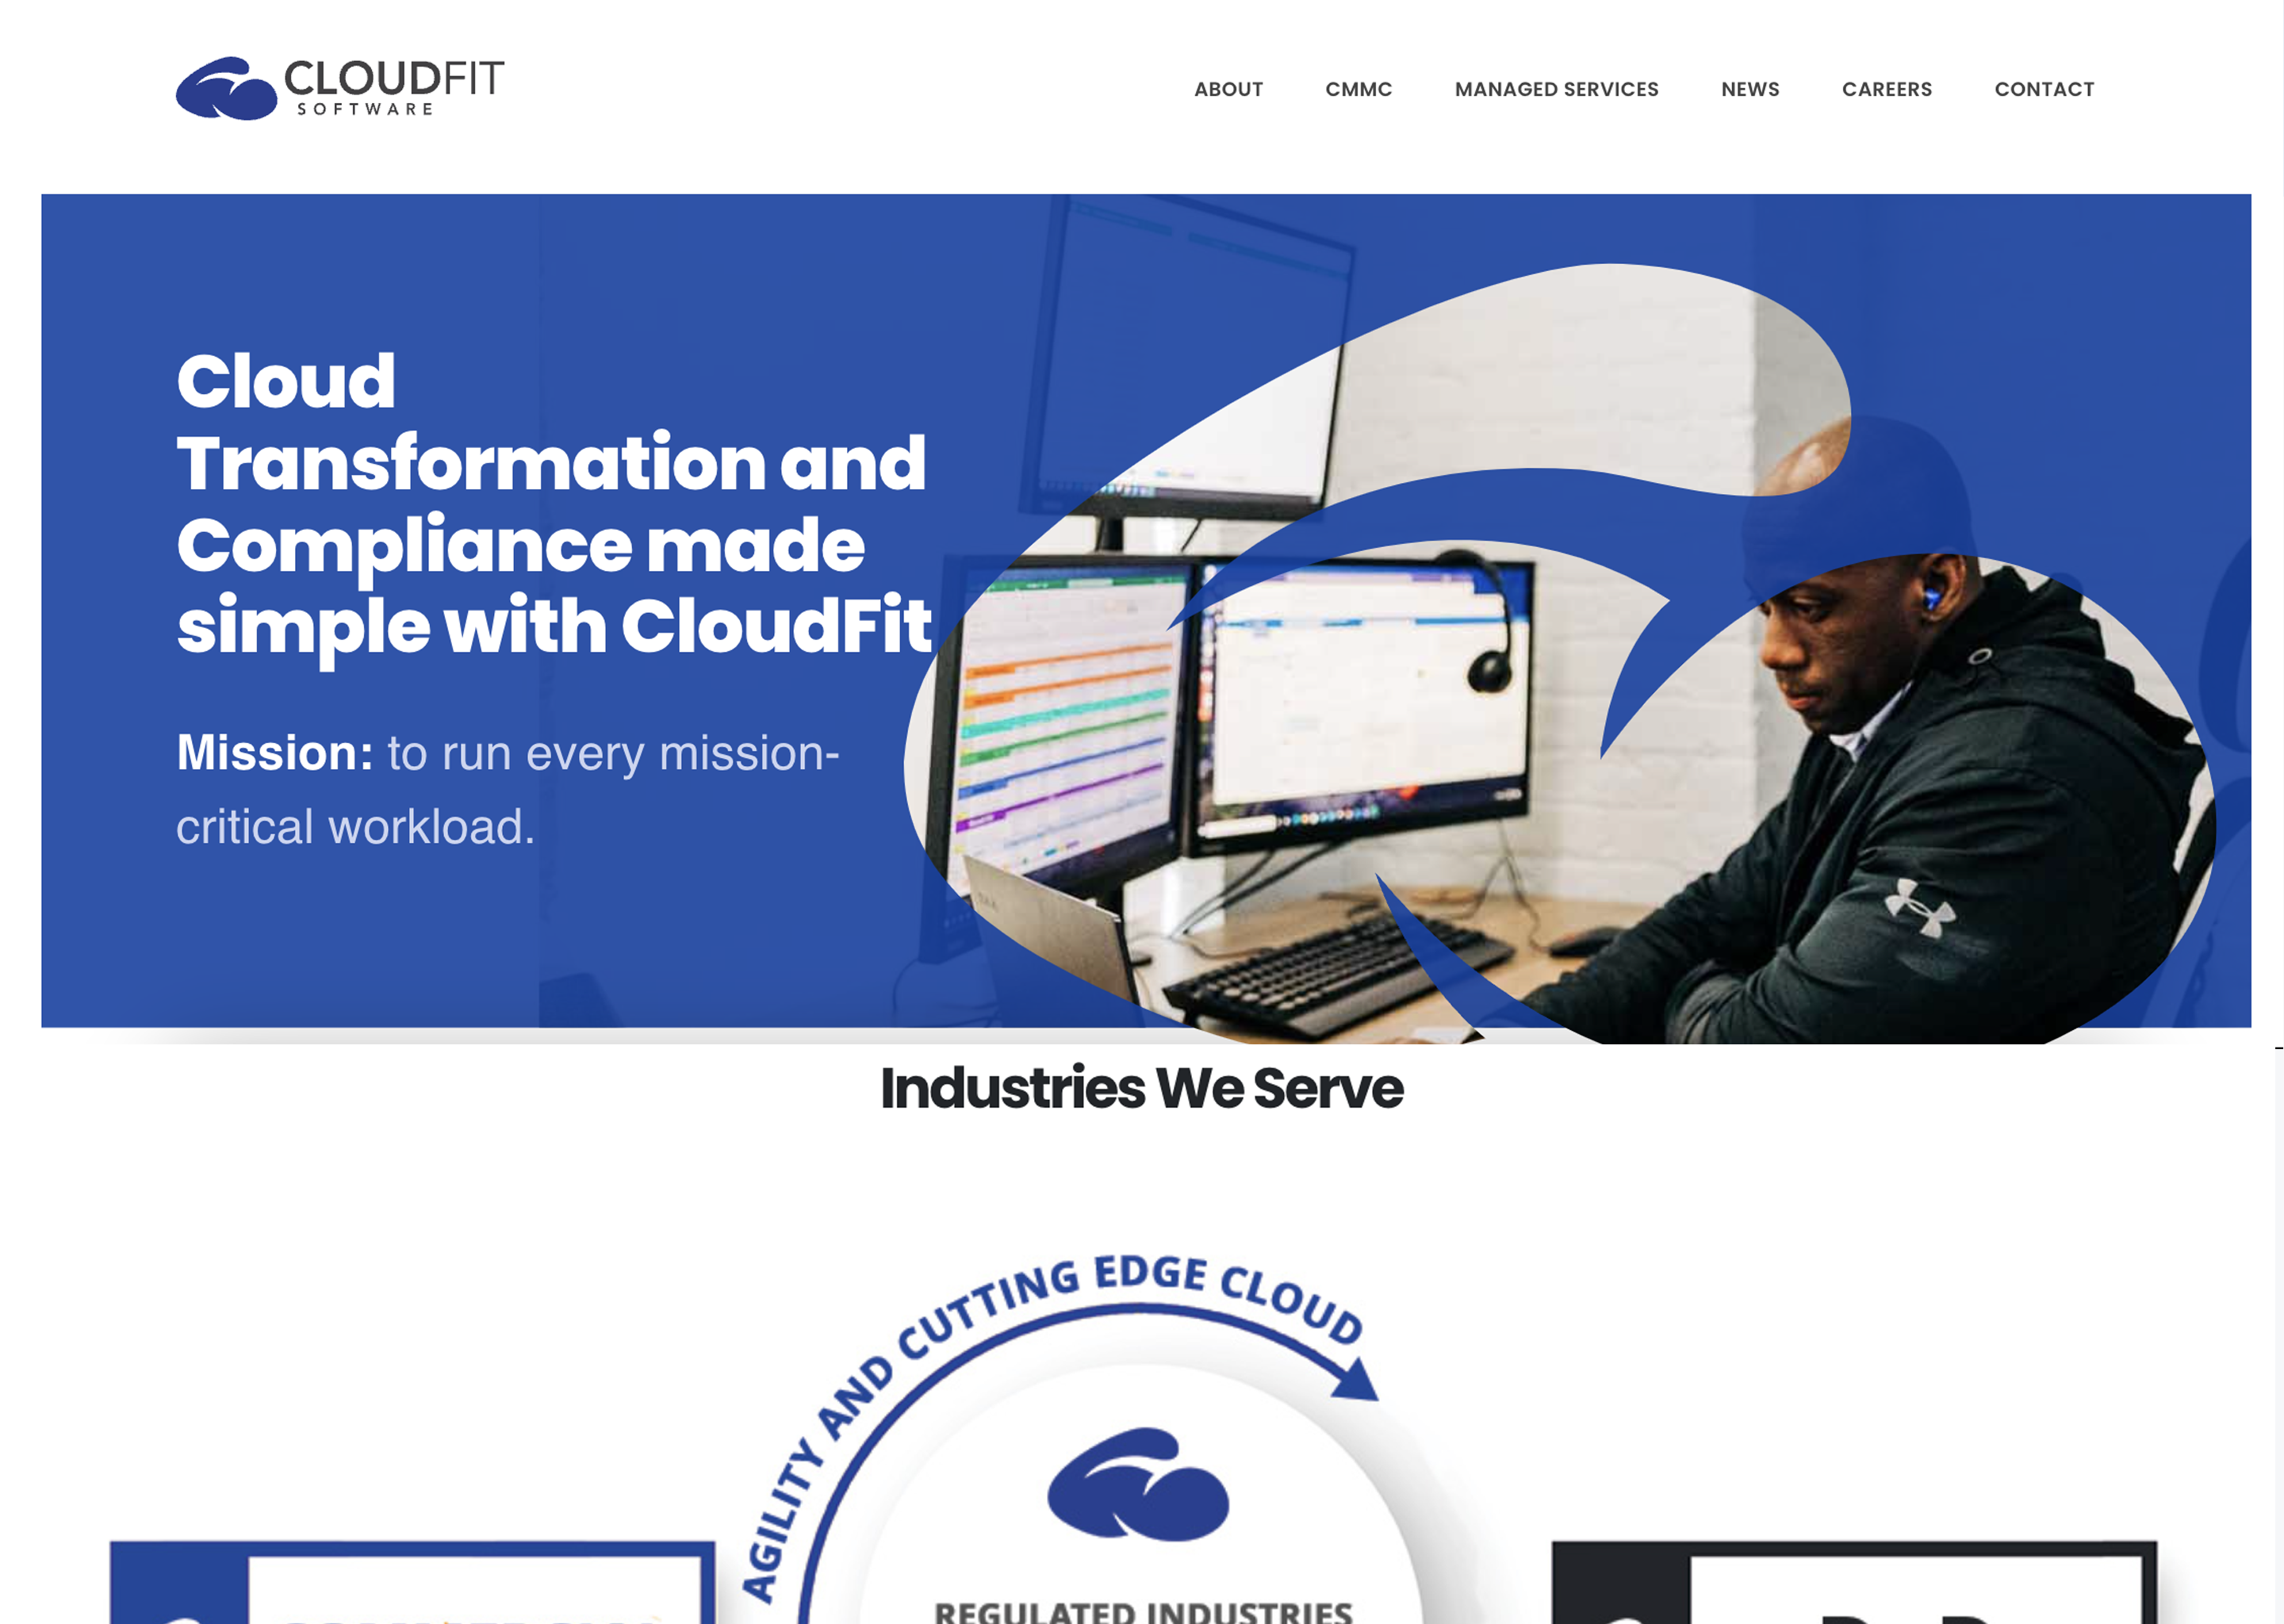 CLOUDFIT
SOFTWARE
ABOUT
CMMC
MANAGED SERVICES
NEWS
CAREERS
CONTACT
Cloud
Transformation and
Compliance made
simple with CloudFit
Mission: to run every mission-
critical workload.
Industries We Serve
AGILITY AND CUTTING EDGE CLOUD
REGULATED INDUSTRIES